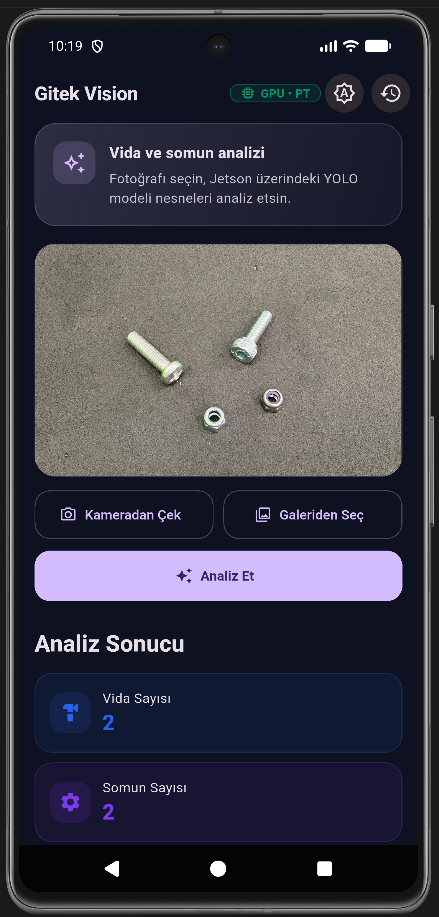 10:19
Gitek Vision
GPU • PT
A
Vida ve somun analizi
Fotoğrafı seçin, Jetson üzerindeki YOLO
modeli nesneleri analiz etsin.
Kameradan Çek
Galeriden Seç
Analiz Et
Analiz Sonucu
Vida Sayısı
2
Somun Sayısı
2